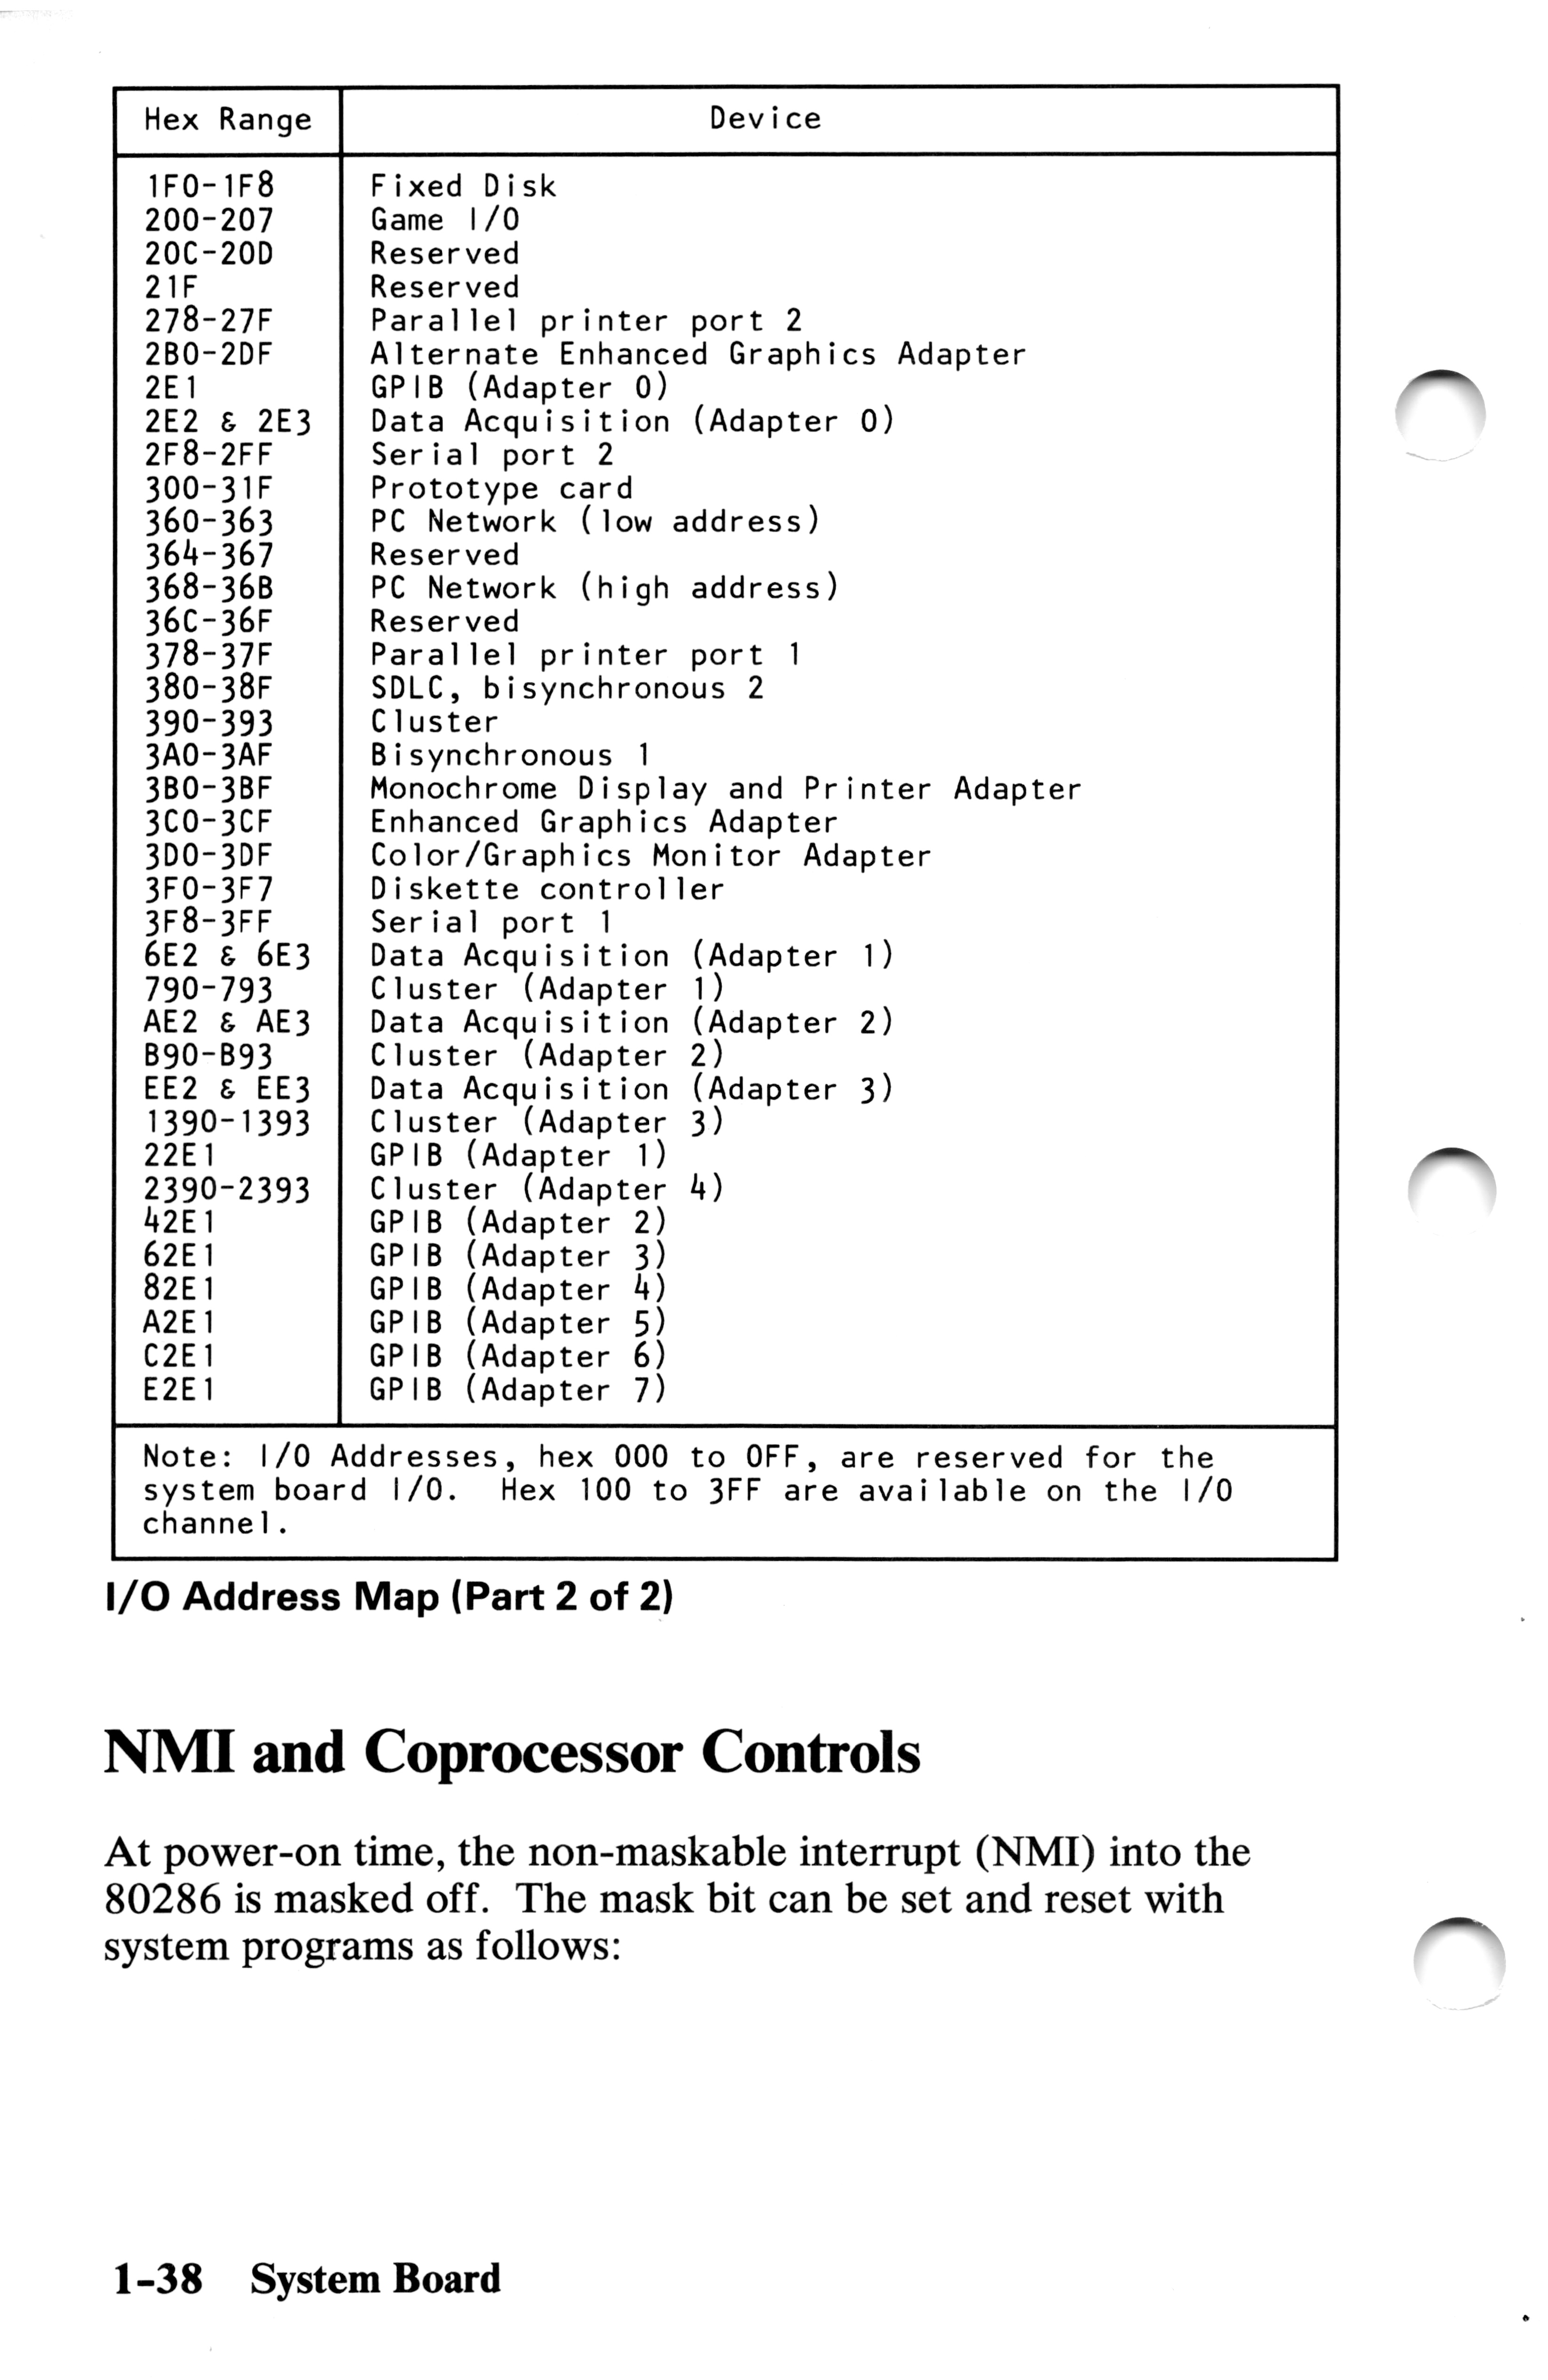 Hex Range Device
1F0-1F8 Fixed Disk
200-207 Game I/O
20C-20D Reserved
21F Reserved
278-27F Parallel printer port 2
2B0-2DF Alternate Enhanced Graphics Adapter
2E1 GPIB (Adapter 0)
2E2 & 2E3 Data Acquisition (Adapter 0)
2F8-2FF Serial port 2
300-31F Prototype card
360-363 PC Network (low address)
364-367 Reserved
368-36B PC Network (high address)
36C-36F Reserved
378-37F Parallel printer port 1
380-38F SDLC, bisynchronous 2
390-393 Cluster
3A0-3AF Bisynchronous 1
3B0-3BF Monochrome Display and Printer Adapter
3C0-3CF Enhanced Graphics Adapter
3D0-3DF Color/Graphics Monitor Adapter
3F0-3F7 Diskette controller
3F8-3FF Serial port 1
6E2 & 6E3 Data Acquisition (Adapter 1)
790-793 Cluster (Adapter 1)
AE2 & AE3 Data Acquisition (Adapter 2)
B90-B93 Cluster (Adapter 2)
EE2 & EE3 Data Acquisition (Adapter 3)
1390-1393 Cluster (Adapter 3)
22E1 GPIB (Adapter 1)
2390-2393 Cluster (Adapter 4)
42E1 GPIB (Adapter 2)
62E1 GPIB (Adapter 3)
82E1 GPIB (Adapter 4)
A2E1 GPIB (Adapter 5)
C2E1 GPIB (Adapter 6)
E2E1 GPIB (Adapter 7)
Note: I/O Addresses, hex 000 to 0FF, are reserved for the
system board I/O. Hex 100 to 3FF are available on the I/O
channel.
I/O Address Map (Part 2 of 2)
NMI and Coprocessor Controls
At power-on time, the non-maskable interrupt (NMI) into the
80286 is masked off. The mask bit can be set and reset with
system programs as follows:
1-38 System Board